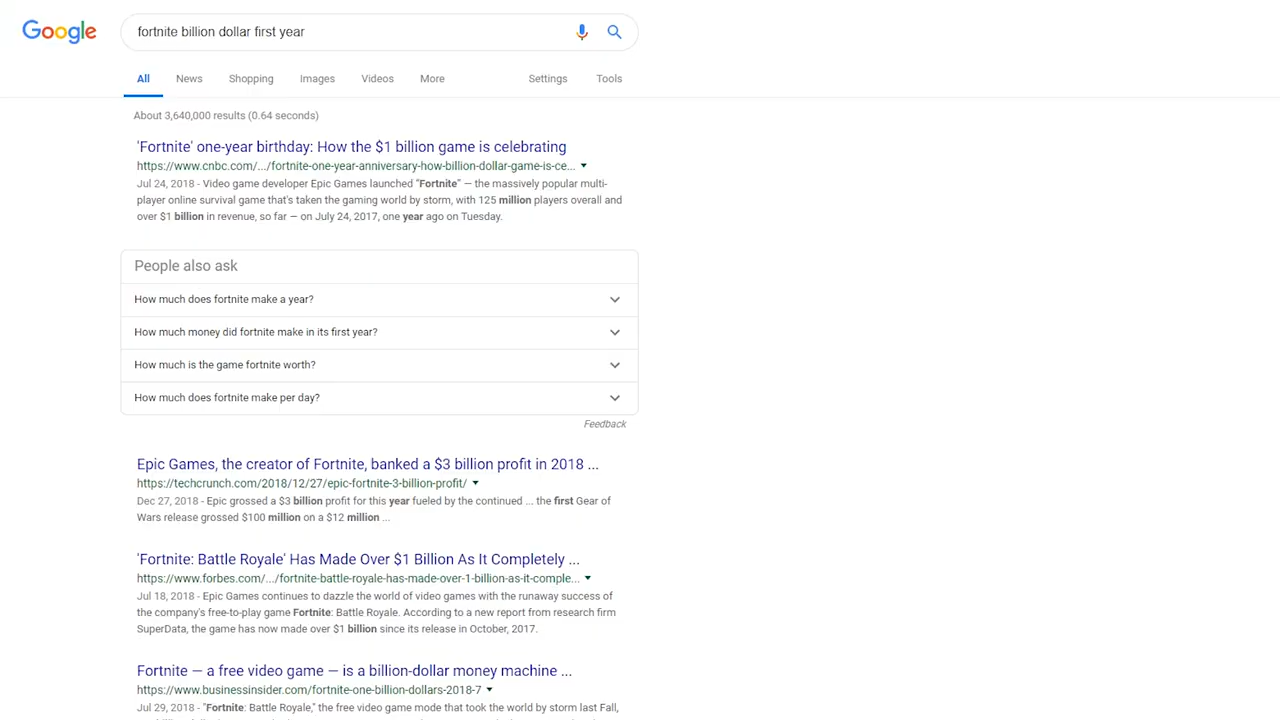 Google
fortnite billion dollar first year
All News Shopping Images Videos More Settings Tools
About 3,640,000 results (0.64 seconds)
'Fortnite' one-year birthday: How the $1 billion game is celebrating
https://www.cnbc.com/.../fortnite-one-year-anniversary-how-billion-dollar-game-is-ce...
Jul 24, 2018 - Video game developer Epic Games launched "Fortnite" — the massively popular multi-
player online survival game that's taken the gaming world by storm, with 125 million players overall and
over $1 billion in revenue, so far — on July 24, 2017, one year ago on Tuesday.
People also ask
How much does fortnite make a year?
How much money did fortnite make in its first year?
How much is the game fortnite worth?
How much does fortnite make per day?
Feedback
Epic Games, the creator of Fortnite, banked a $3 billion profit in 2018 ...
https://techcrunch.com/2018/12/27/epic-fortnite-3-billion-profit/
Dec 27, 2018 - Epic grossed a $3 billion profit for this year fueled by the continued ... the first Gear of
Wars release grossed $100 million on a $12 million ...
'Fortnite: Battle Royale' Has Made Over $1 Billion As It Completely ...
https://www.forbes.com/.../fortnite-battle-royale-has-made-over-1-billion-as-it-comple...
Jul 18, 2018 - Epic Games continues to dazzle the world of video games with the runaway success of
the company's free-to-play game Fortnite: Battle Royale. According to a new report from research firm
SuperData, the game has now made over $1 billion since its release in October, 2017.
Fortnite — a free video game — is a billion-dollar money machine ...
https://www.businessinsider.com/fortnite-one-billion-dollars-2018-7
Jul 29, 2018 - "Fortnite: Battle Royale," the free video game mode that took the world by storm last Fall,